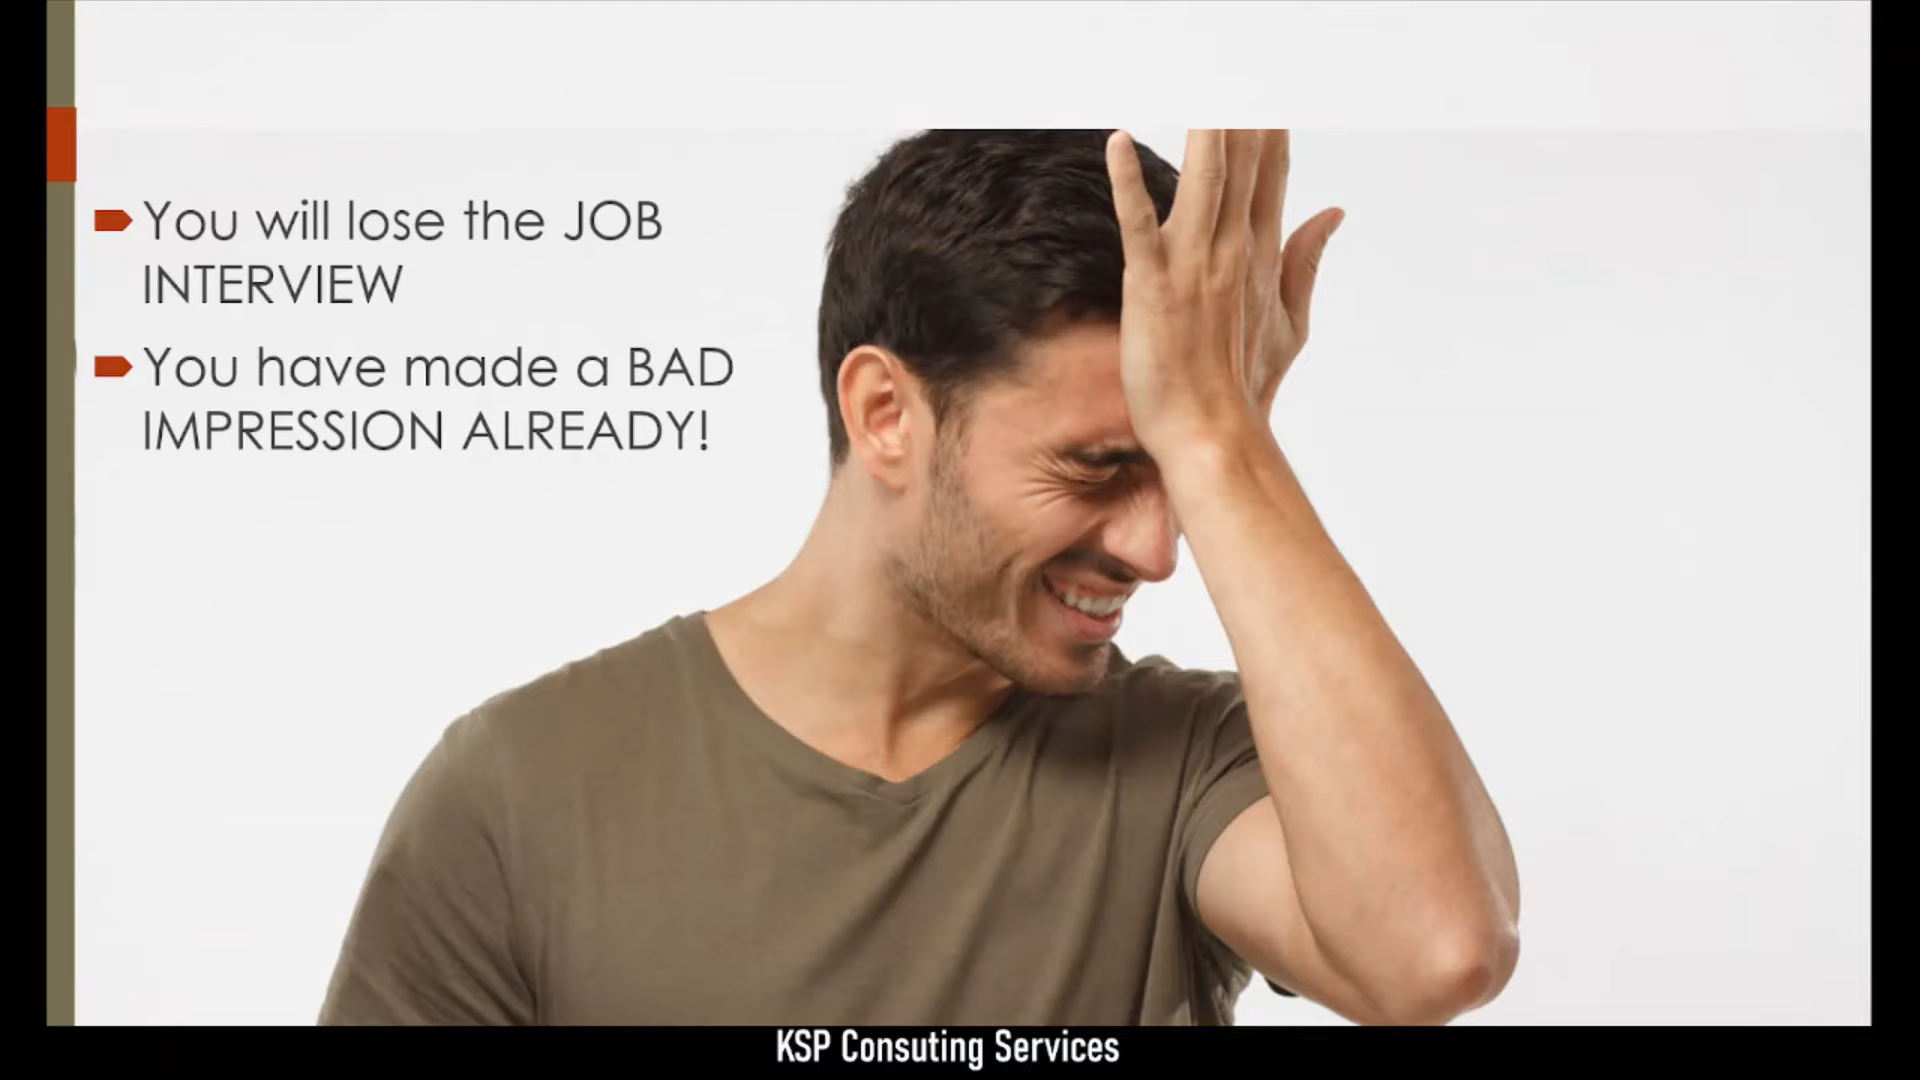 You will lose the JOB
INTERVIEW
You have made a BAD
IMPRESSION ALREADY!
KSP Consuting Services